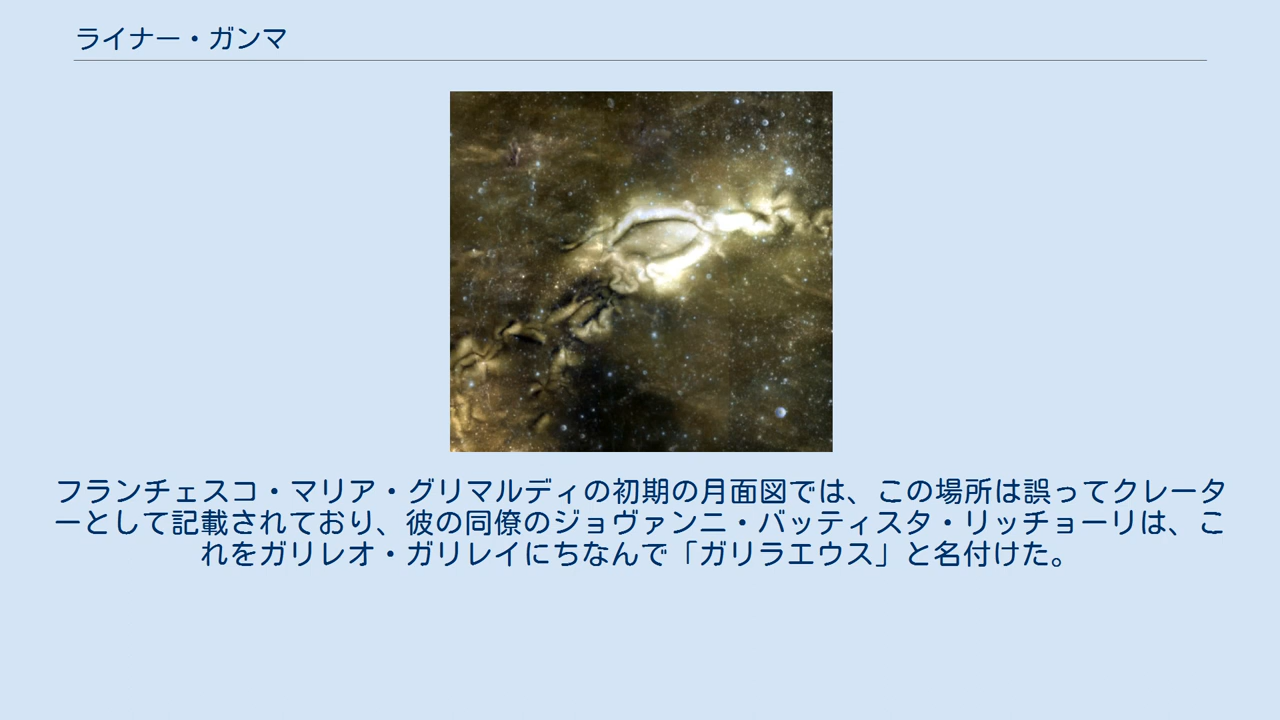 ライナー・ガンマ
フランチェスコ・マリア・グリマルディの初期の月面図では、この場所は誤ってクレータ
ーとして記載されており、彼の同僚のジョヴァンニ・バッティスタ・リッチョーリは、こ
れをガリレオ・ガリレイにちなんで「ガリラエウス」と名付けた。